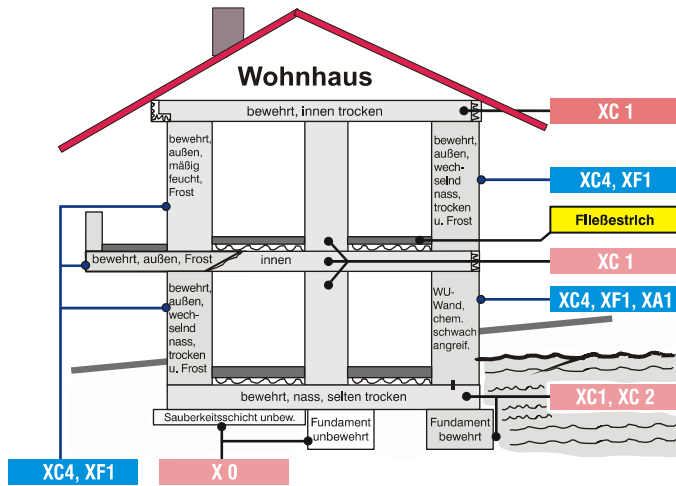 Wohnhaus
bewehrt, innen trocken
XC 1
bewehrt,
außen,
mäßig
feucht,
Frost
bewehrt,
außen,
wech-
selnd
nass,
trocken
u. Frost
XC4, XF1
Fließestrich
bewehrt, außen, Frost
innen
XC 1
bewehrt,
außen,
wech-
selnd
nass,
trocken
u. Frost
WU-
Wand,
chem.
schwach
angreif.
XC4, XF1, XA1
bewehrt, nass, selten trocken
XC1, XC 2
Sauberkeitsschicht unbew.
Fundament
unbewehrt
Fundament
bewehrt
XC4, XF1
X 0